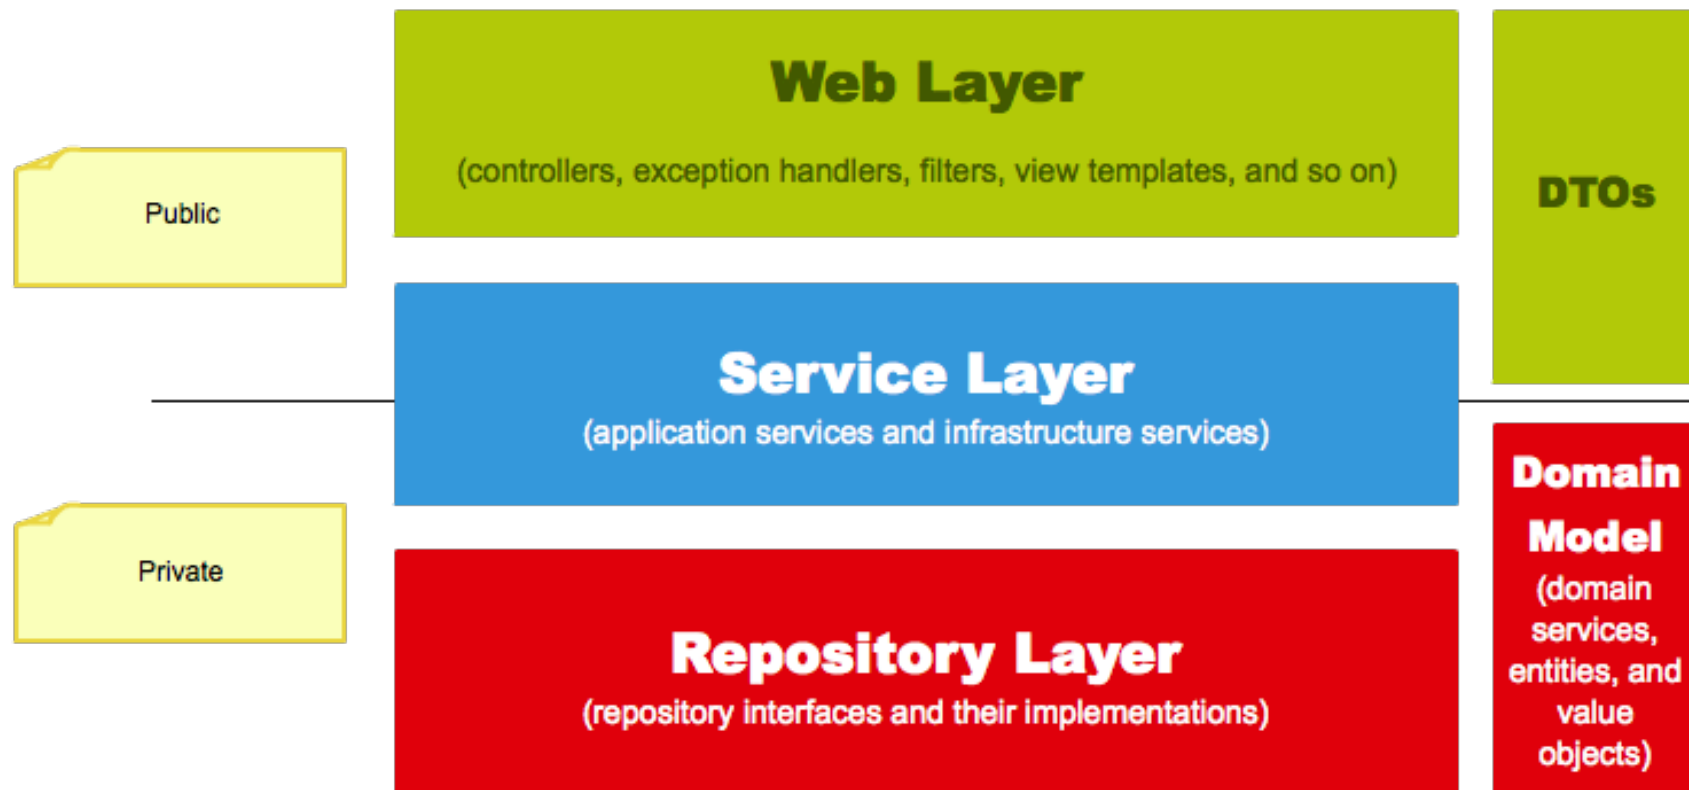 Web Layer
(controllers, exception handlers, filters, view templates, and so on)
DTOs
Public
Service Layer
(application services and infrastructure services)
Private
Repository Layer
(repository interfaces and their implementations)
Domain
Model
(domain
services,
entities, and
value
objects)